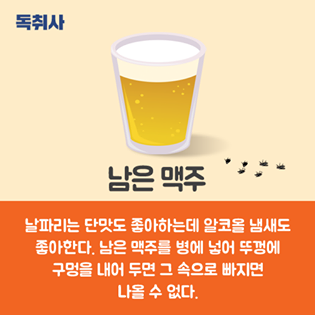 독취사
남은 맥주
날파리는 단맛도 좋아하는데 알코올 냄새도
좋아한다. 남은 맥주를 병에 넣어 뚜껑에
구멍을 내어 두면 그 속으로 빠지면
나올 수 없다.